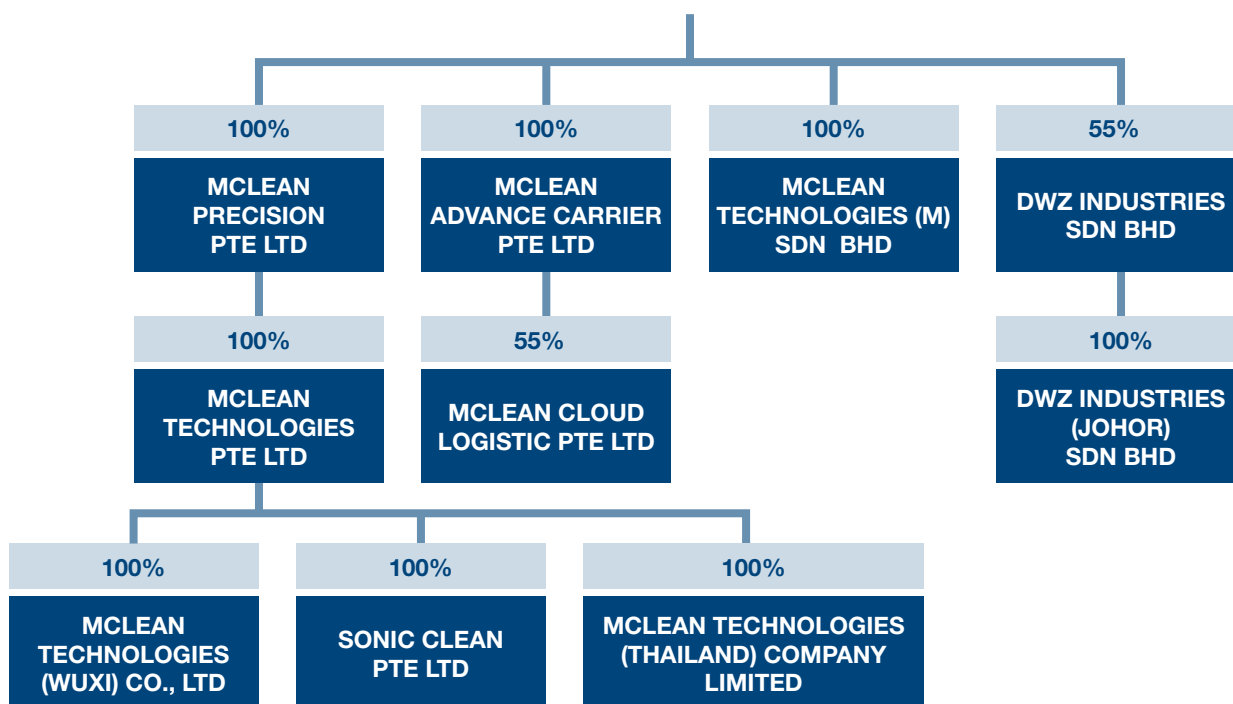 100%
MCLEAN
PRECISION
PTE LTD
100%
MCLEAN
ADVANCE CARRIER
PTE LTD
100%
MCLEAN
TECHNOLOGIES (M)
SDN BHD
55%
DWZ INDUSTRIES
SDN BHD
100%
MCLEAN
TECHNOLOGIES
PTE LTD
55%
MCLEAN CLOUD
LOGISTIC PTE LTD
100%
DWZ INDUSTRIES
(JOHOR)
SDN BHD
100%
MCLEAN
TECHNOLOGIES
(WUXI) CO., LTD
100%
SONIC CLEAN
PTE LTD
100%
MCLEAN TECHNOLOGIES
(THAILAND) COMPANY
LIMITED